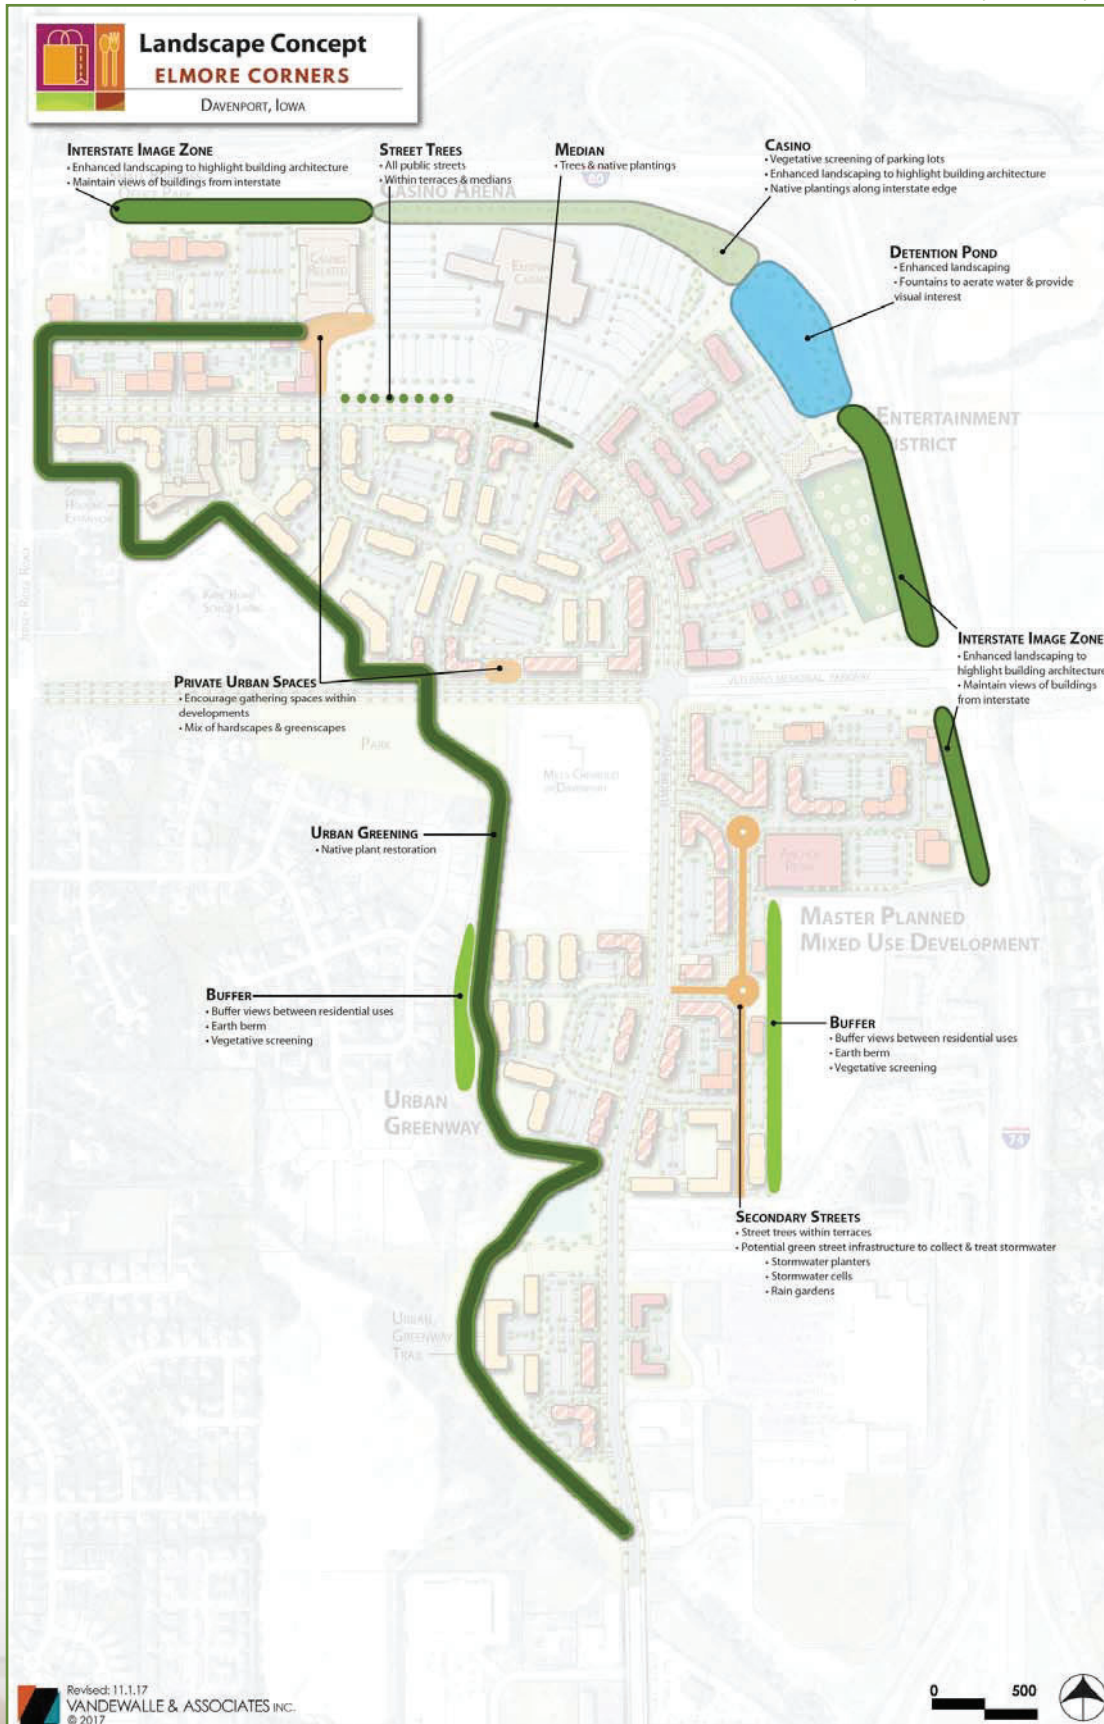 Landscape Concept
ELMORE CORNERS
DAVENPORT, IOWA
INTERSTATE IMAGE ZONE
• Enhanced landscaping to highlight building architecture
• Maintain views of buildings from interstate
STREET TREES
• All public streets
• Within terraces & medians
MEDIAN
• Trees & native plantings
CASINO
• Vegetative screening of parking lots
• Enhanced landscaping to highlight building architecture
• Native plantings along interstate edge
CASINO ARENA
80
DETENTION POND
• Enhanced landscaping
• Fountains to aerate water & provide
visual interest
ENTERTAINMENT
DISTRICT
INTERSTATE IMAGE ZONE
• Enhanced landscaping to
highlight building architecture
• Maintain views of buildings
from interstate
PRIVATE URBAN SPACES
• Encourage gathering spaces within
developments
• Mix of hardscapes & greenscapes
VETERANS MEMORIAL PARKWAY
PARK
URBAN GREENING
• Native plant restoration
MASTER PLANNED
MIXED USE DEVELOPMENT
BUFFER
• Buffer views between residential uses
• Earth berm
• Vegetative screening
BUFFER
• Buffer views between residential uses
• Earth berm
• Vegetative screening
URBAN
GREENWAY
74
SECONDARY STREETS
• Street trees within terraces
• Potential green street infrastructure to collect & treat stormwater
• Stormwater planters
• Stormwater cells
• Rain gardens
URBAN
GREENWAY
TRAIL
Revised: 11.1.17
VANDEWALLE & ASSOCIATES INC.
© 2017
0 500